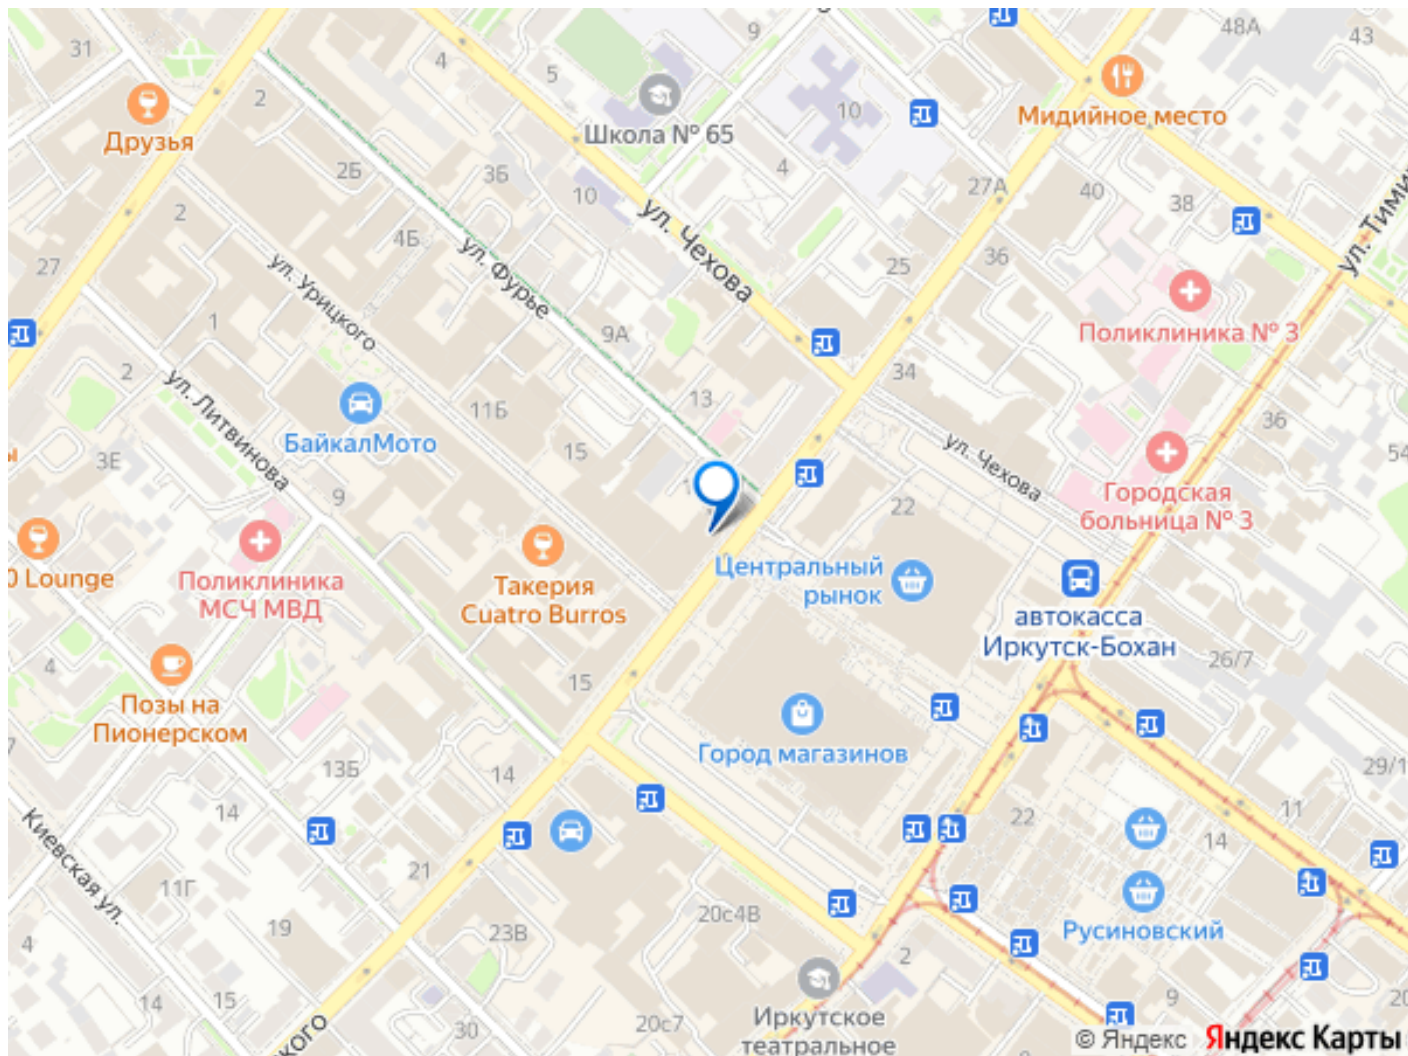 48А
43
9
31
4
5
2
10
Друзья
Школа № 65
Мидийное место
2Б
3Б
10
4
27А
40
38
2
4Б
ул. Чехова
ул. Фурье
ул. Тими
27
25
36
ул. Урицкого
1
9А
Поликлиника № 3
2
34
ул. Литвинова
13
11Б
36
БайкалМото
15
ул. Чехова
ы
3Е
54
9
22
Городская
больница № 3
0 Lounge
Поликлиника
МСЧ МВД
Такерия
Cuatro Burros
Центральный
рынок
автокасса
Иркутск-Бохан
4
26/7
15
Позы на
Пионерском
7
Город магазинов
13Б
14
29/1
14
22
11
14
Киевская ул.
21
11Г
19
20с4В
23В
Русиновский
4
2
14
15
9
20
30
20с7
кого
Иркутское
театральное
© Яндекс Яндекс Карты